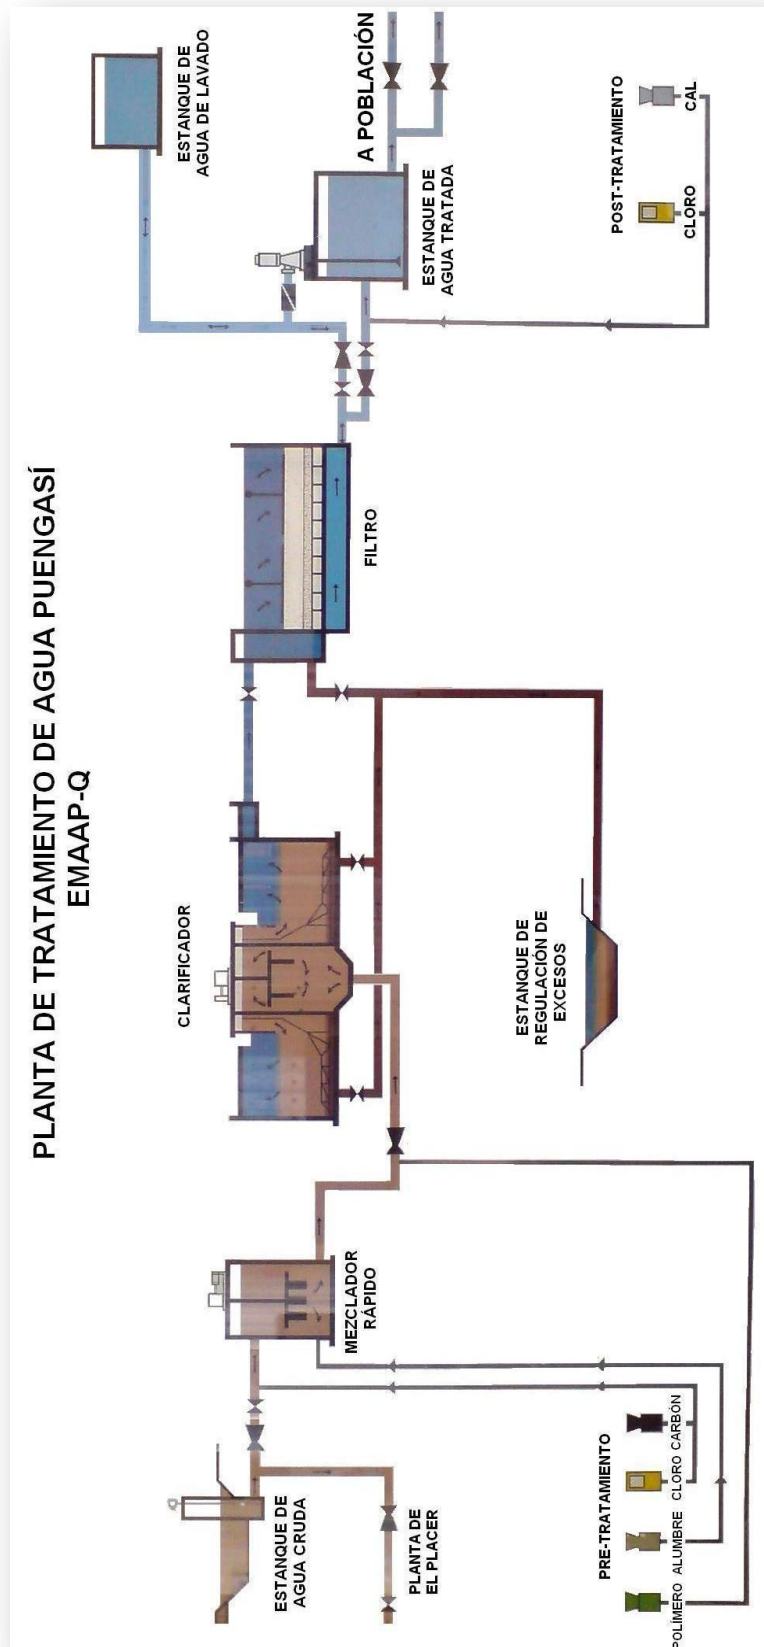 PLANTA DE TRATAMIENTO DE AGUA PUENGASÍ
EMAAP-Q
ESTANQUE DE
AGUA CRUDA
PLANTA DE
EL PLACER
MEZCLADOR
RÁPIDO
CLARIFICADOR
ESTANQUE DE
REGULACIÓN DE
EXCESOS
FILTRO
ESTANQUE DE
AGUA DE LAVADO
ESTANQUE DE
AGUA TRATADA
A POBLACIÓN
PRE-TRATAMIENTO
POLÍMERO
ALUMBRE
CLORO
CARBÓN
POST-TRATAMIENTO
CLORO
CAL